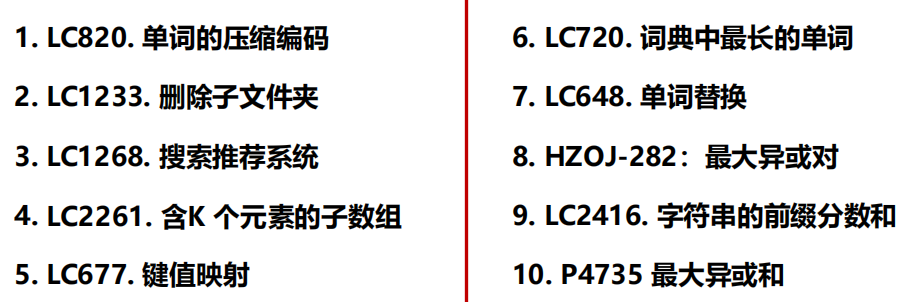 1. LC820. 单词的压缩编码
2. LC1233. 删除子文件夹
3. LC1268. 搜索推荐系统
4. LC2261. 含K 个元素的子数组
5. LC677. 键值映射
6. LC720. 词典中最长的单词
7. LC648. 单词替换
8. HZOJ-282：最大异或对
9. LC2416. 字符串的前缀分数和
10. P4735 最大异或和